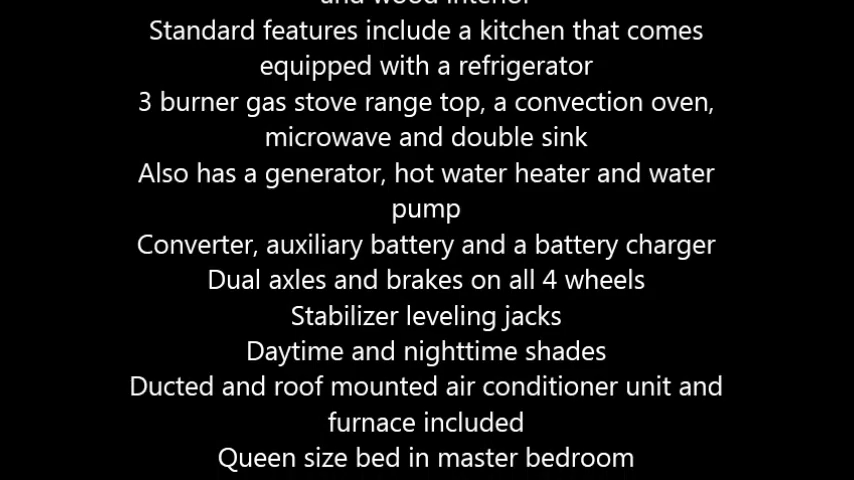 and wood interior
Standard features include a kitchen that comes
equipped with a refrigerator
3 burner gas stove range top, a convection oven,
microwave and double sink
Also has a generator, hot water heater and water
pump
Converter, auxiliary battery and a battery charger
Dual axles and brakes on all 4 wheels
Stabilizer leveling jacks
Daytime and nighttime shades
Ducted and roof mounted air conditioner unit and
furnace included
Queen size bed in master bedroom